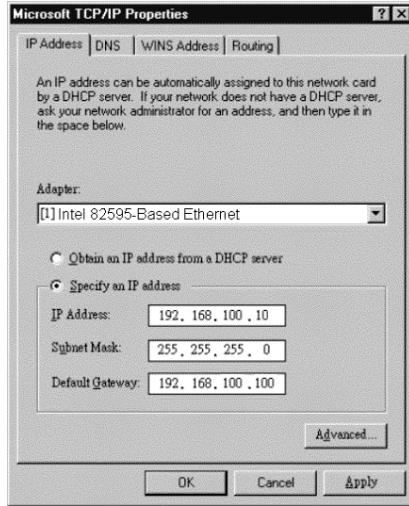 Microsoft TCP/IP Properties
IP Address DNS WINS Address Routing
An IP address can be automatically assigned to this network card
by a DHCP server. If your network does not have a DHCP server,
ask your network administrator for an address, and then type it in
the space below.
Adapter:
[1] Intel 82595-Based Ethernet
Obtain an IP address from a DHCP server
Specify an IP address
IP Address: 192. 168. 100. 10
Subnet Mask: 255. 255. 255. 0
Default Gateway: 192. 168. 100. 100
Advanced...
OK Cancel Apply